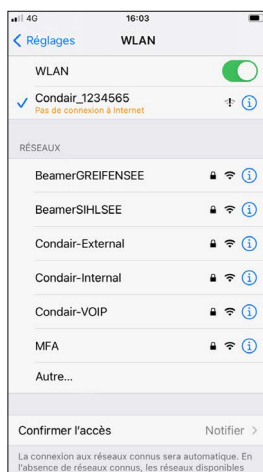 4G 16:03
Réglages WLAN
WLAN
Condair_1234565
Pas de connexion à Internet
RÉSEAUX
BeamerGREIFENSEE
BeamerSIHLSEE
Condair-External
Condair-Internal
Condair-VOIP
MFA
Autre...
Confirmer l'accès Notifier
La connexion aux réseaux connus sera automatique. En
l'absence de réseaux connus, les réseaux disponibles